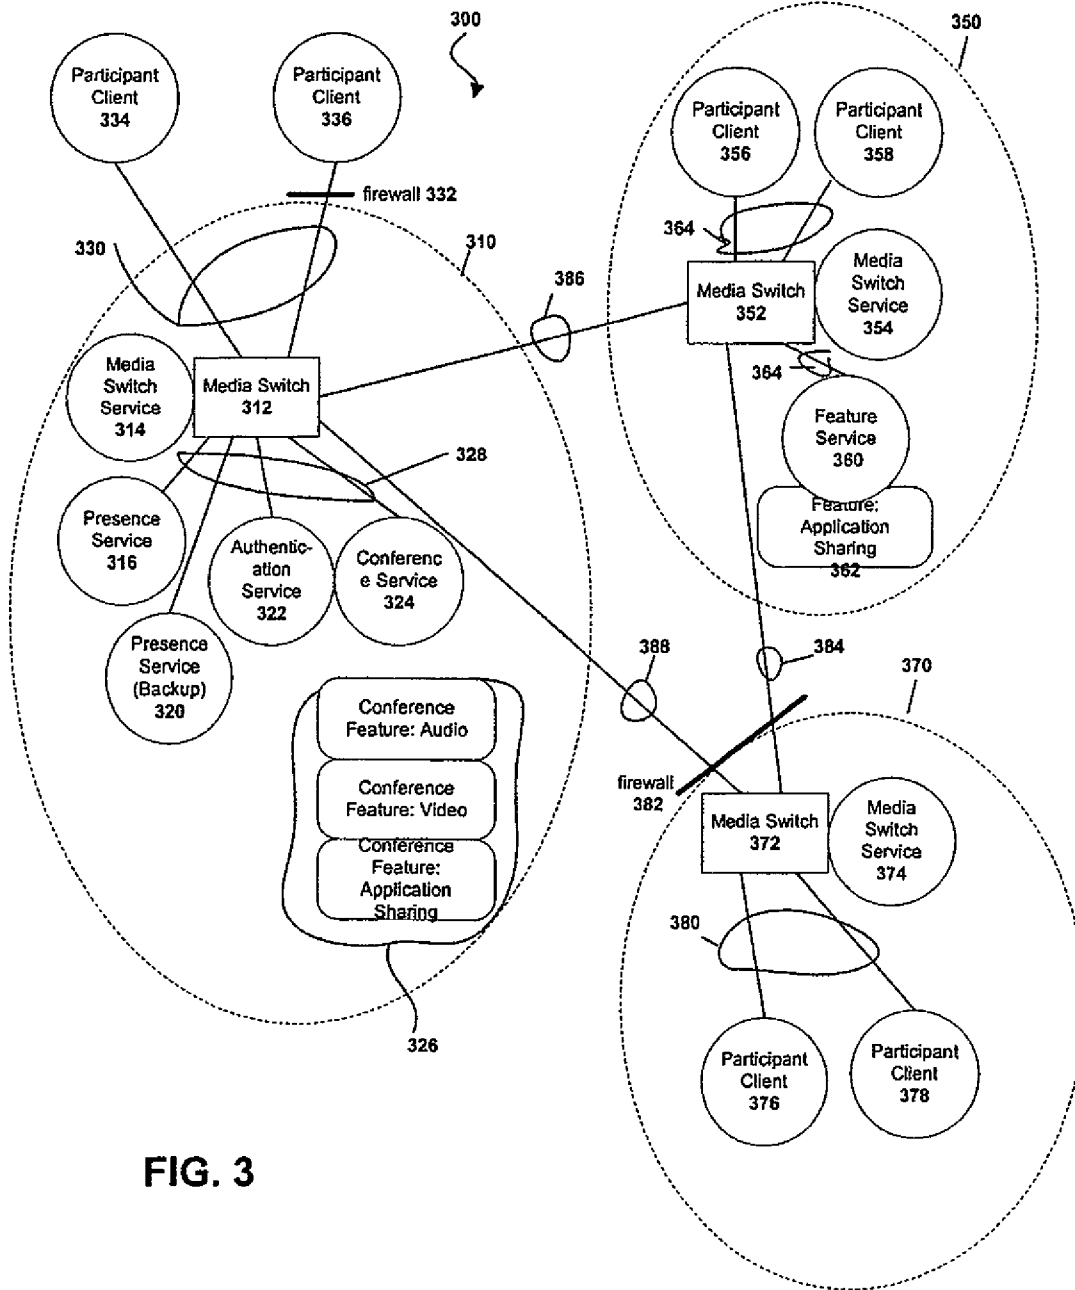 300
350
Participant
Client
334
Participant
Client
336
Participant
Client
356
Participant
Client
358
firewall 332
330
310
364
386
Media Switch
352
Media
Switch
Service
354
Media
Switch
Service
314
Media Switch
312
364
328
Feature
Service
360
Presence
Service
316
Authentic-
ation
Service
322
Conferenc
e Service
324
Feature:
Application
Sharing
362
Presence
Service
(Backup)
320
388
384
370
Conference
Feature: Audio
Conference
Feature: Video
Conference
Feature:
Application
Sharing
firewall
382
Media Switch
372
Media
Switch
Service
374
380
326
Participant
Client
376
Participant
Client
378
FIG. 3